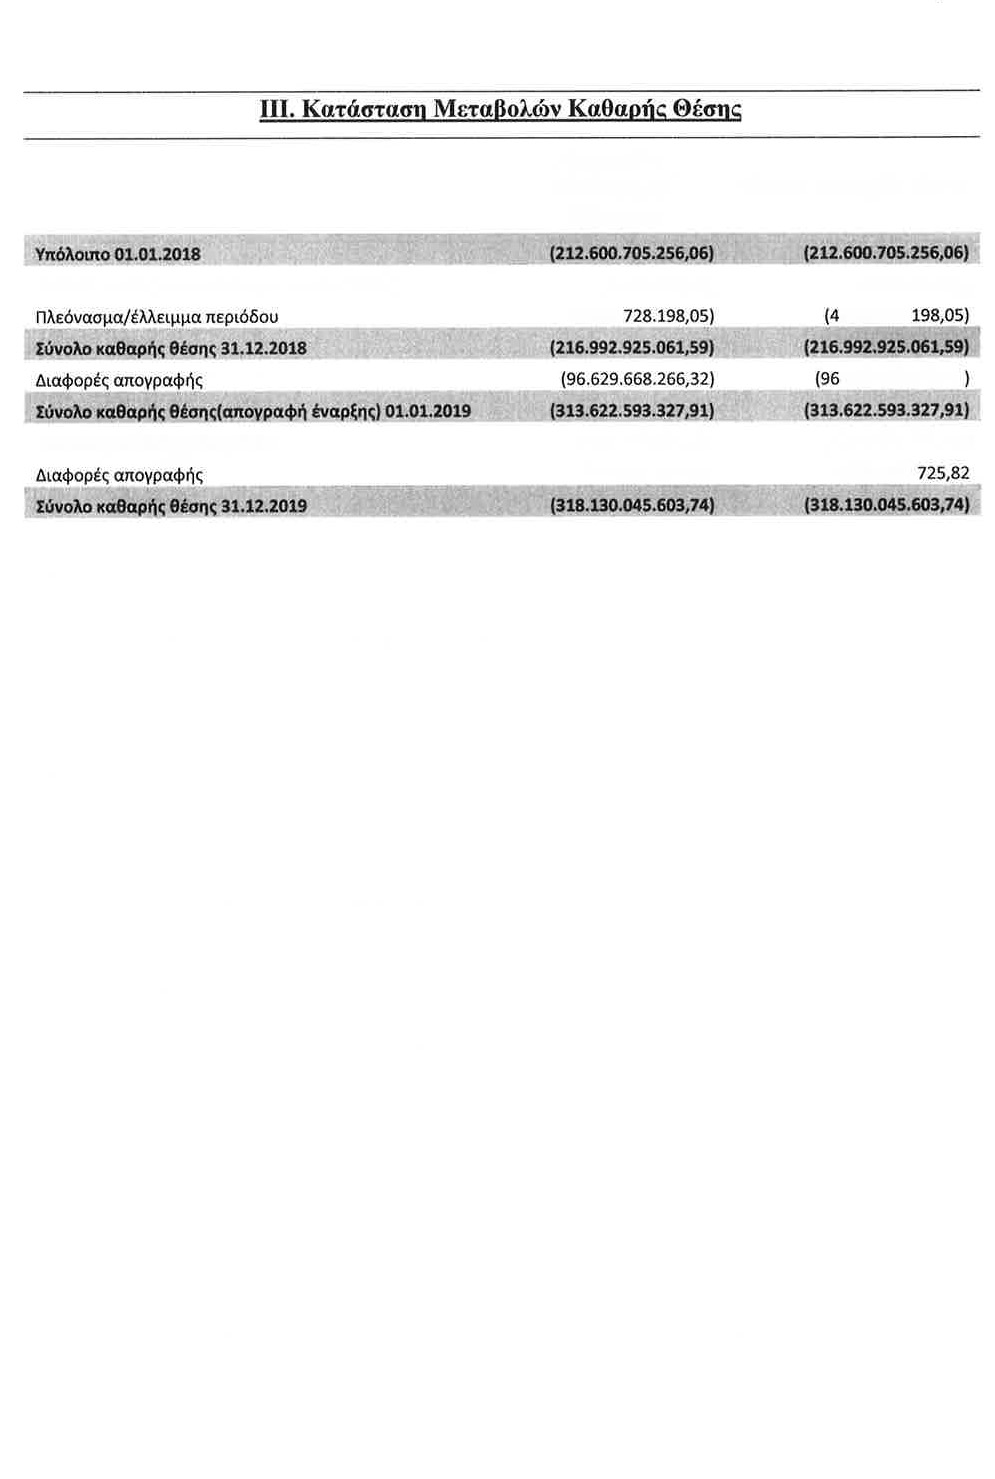 III. Κατάσταση Μεταβολών Καθαρής Θέσης
Υπόλοιπο 01.01.2018 (212.600.705.256,06) (212.600.705.256,06)
Πλεόνασμα/έλλειμμα περιόδου 728.198,05) (4 198,05)
Σύνολο καθαρής θέσης 31.12.2018 (216.992.925.061,59) (216.992.925.061,59)
Διαφορές απογραφής (96.629.668.266,32) (96 )
Σύνολο καθαρής θέσης(απογραφή έναρξης) 01.01.2019 (313.622.593.327,91) (313.622.593.327,91)
Διαφορές απογραφής 725,82
Σύνολο καθαρής θέσης 31.12.2019 (318.130.045.603,74) (318.130.045.603,74)